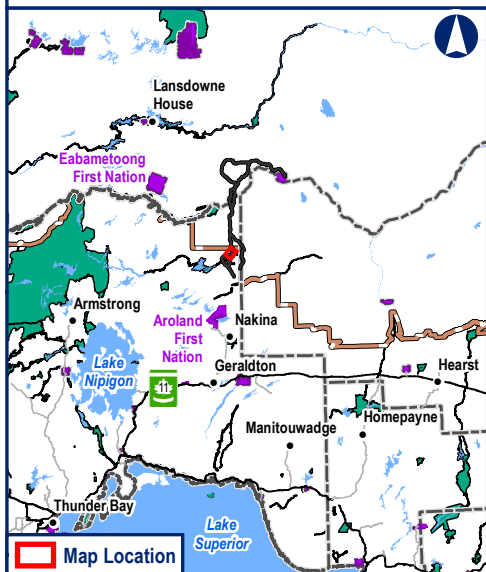 Lansdowne
House
Eabametoong
First Nation
Armstrong
Aroland
First
Nation
Nakina
Lake
Nipigon
Geraldton
11
Hearst
Manitouwadge
Homepayne
Thunder Bay
Lake
Superior
Map Location